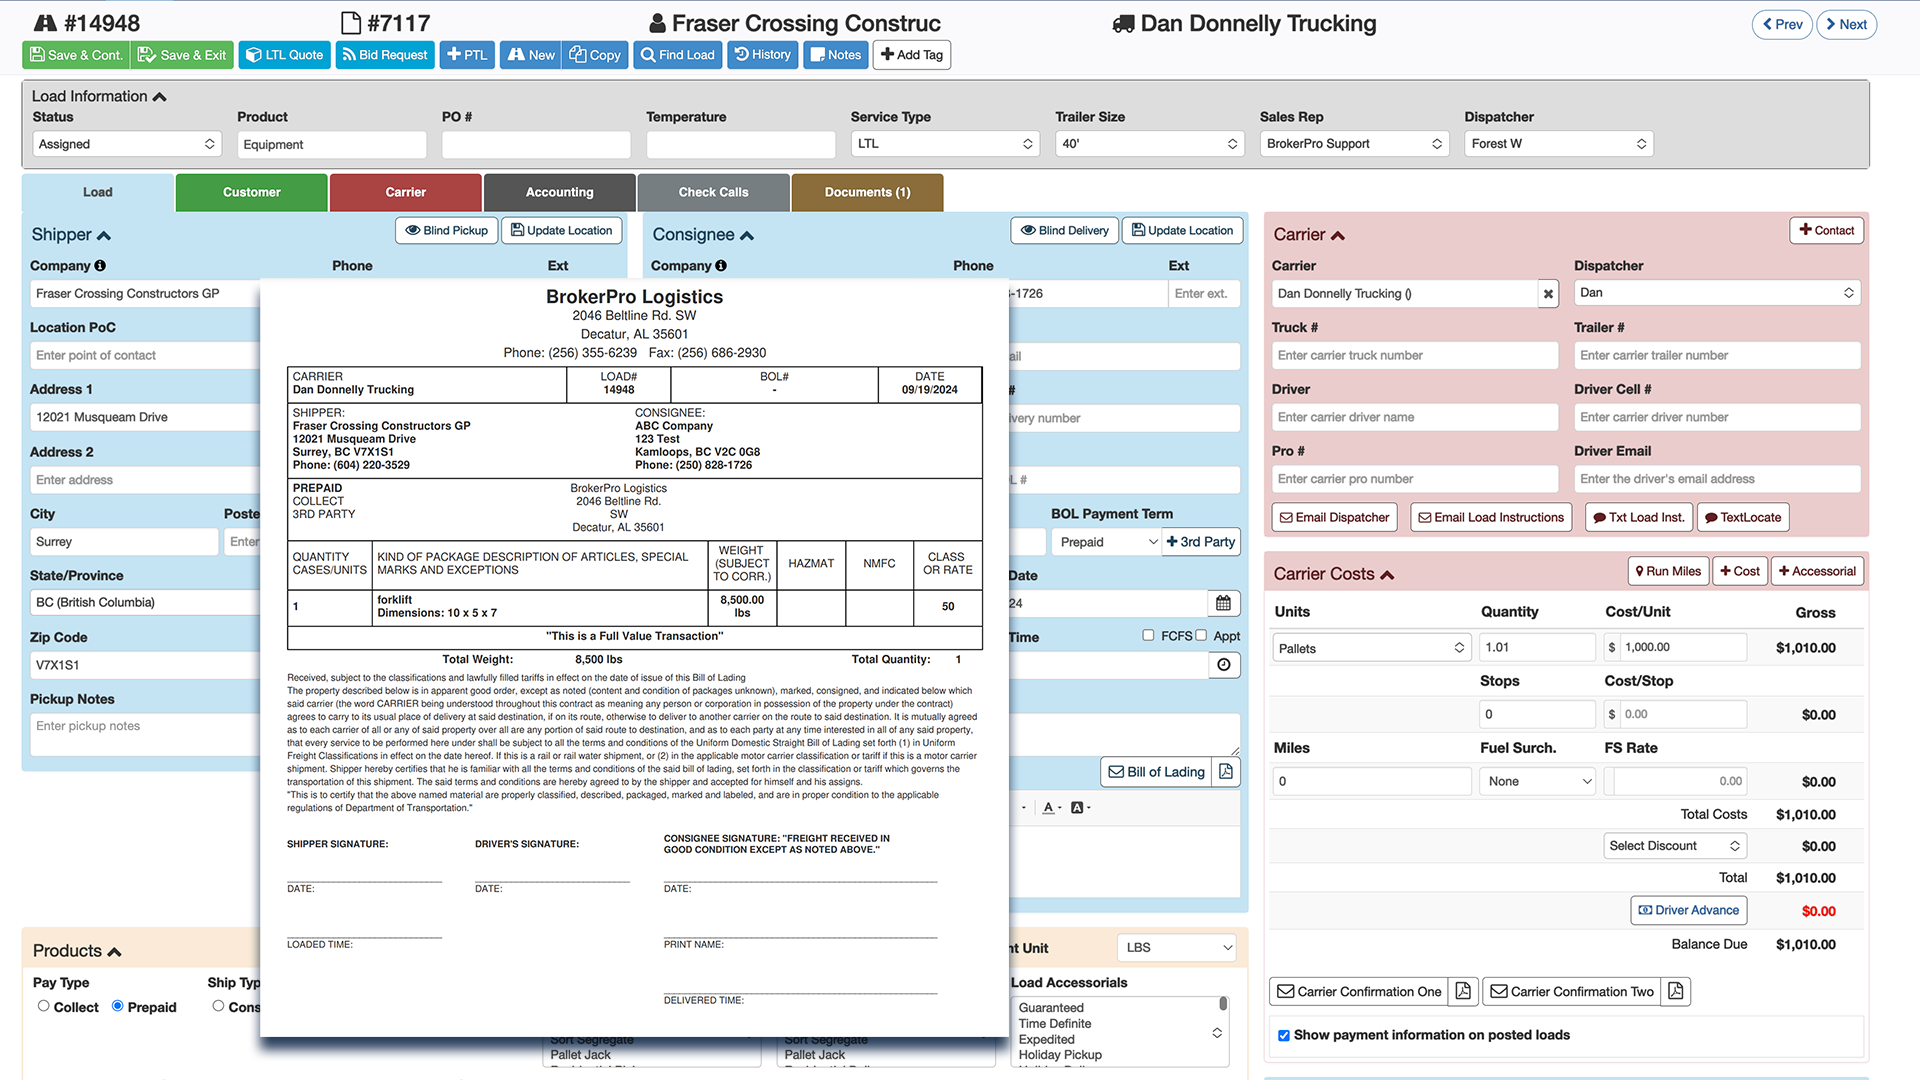 #14948
#7117
Fraser Crossing Construc
Dan Donnelly Trucking
Prev
Next
Save & Cont.
Save & Exit
LTL Quote
Bid Request
PTL
New
Copy
Find Load
History
Notes
Add Tag
Load Information
Status
Product
PO #
Temperature
Service Type
Trailer Size
Sales Rep
Dispatcher
Assigned
Equipment
LTL
40'
BrokerPro Support
Forest W
Load
Customer
Carrier
Accounting
Check Calls
Documents (1)
Shipper
Blind Pickup
Update Location
Company
Phone
Ext
Fraser Crossing Constructors GP
Location PoC
Enter point of contact
Address 1
12021 Musqueam Drive
Address 2
Enter address
City
Poste
Surrey
Enter
State/Province
BC (British Columbia)
Zip Code
V7X1S1
Pickup Notes
Enter pickup notes
Consignee
Blind Delivery
Update Location
Company
Phone
Ext
-1726
Enter ext.
ail
#
very number
L #
BOL Payment Term
Prepaid
3rd Party
Date
24
Time
FCFS
Appt
Bill of Lading
A
A
BrokerPro Logistics
2046 Beltline Rd. SW
Decatur, AL 35601
Phone: (256) 355-6239 Fax: (256) 686-2930
CARRIER
Dan Donnelly Trucking
LOAD#
14948
BOL#
-
DATE
09/19/2024
SHIPPER:
Fraser Crossing Constructors GP
12021 Musqueam Drive
Surrey, BC V7X1S1
Phone: (604) 220-3529
CONSIGNEE:
ABC Company
123 Test
Kamloops, BC V2C 0G8
Phone: (250) 828-1726
PREPAID
COLLECT
3RD PARTY
BrokerPro Logistics
2046 Beltline Rd.
SW
Decatur, AL 35601
QUANTITY
CASES/UNITS
KIND OF PACKAGE DESCRIPTION OF ARTICLES, SPECIAL
MARKS AND EXCEPTIONS
WEIGHT
(SUBJECT
TO CORR.)
HAZMAT
NMFC
CLASS
OR RATE
1
forklift
Dimensions: 10 x 5 x 7
8,500.00
lbs
50
"This is a Full Value Transaction"
Total Weight: 8,500 lbs
Total Quantity: 1
Received, subject to the classifications and lawfully filled tariffs in effect on the date of issue of this Bill of Lading
The property described below is in apparent good order, except as noted (content and condition of packages unknown), marked, consigned, and indicated below which
said carrier (the word CARRIER being understood throughout this contract as meaning any person or corporation in possession of the property under the contract)
agrees to carry to its usual place of delivery at said destination, if on its route, otherwise to deliver to another carrier on the route to said destination. It is mutually agreed
as to each carrier of all or any of said property over all are any portion of said route to destination, and as to each party at any time interested in all of any said property,
that every service to be performed here under shall be subject to all the terms and conditions of the Uniform Domestic Straight Bill of Lading set forth (1) in Uniform
Freight Classifications in effect on the date hereof. If this is a rail or rail water shipment, or (2) in the applicable motor carrier classification or tariff if this is a motor carrier
shipment. Shipper hereby certifies that he is familiar with all the terms and conditions of the said bill of lading, set forth in the classification or tariff which governs the
transportation of this shipment. The said terms and conditions are hereby agreed to by the shipper and accepted for himself and his assigns.
"This is to certify that the above named material are properly classified, described, packaged, marked and labeled, and are in proper condition to the applicable
regulations of Department of Transportation."
SHIPPER SIGNATURE:
DRIVER'S SIGNATURE:
CONSIGNEE SIGNATURE: "FREIGHT RECEIVED IN
GOOD CONDITION EXCEPT AS NOTED ABOVE."
DATE:
DATE:
DATE:
LOADED TIME:
PRINT NAME:
DELIVERED TIME:
Carrier
Contact
Carrier
Dispatcher
Dan Donnelly Trucking ()
Dan
Truck #
Trailer #
Enter carrier truck number
Enter carrier trailer number
Driver
Driver Cell #
Enter carrier driver name
Enter carrier driver number
Pro #
Driver Email
Enter carrier pro number
Enter the driver's email address
Email Dispatcher
Email Load Instructions
Txt Load Inst.
TextLocate
Carrier Costs
Run Miles
Cost
Accessorial
Units
Quantity
Cost/Unit
Gross
Pallets
1.01
$ 1,000.00
$1,010.00
Stops
Cost/Stop
0
$ 0.00
$0.00
Miles
Fuel Surch.
FS Rate
0
None
0.00
$0.00
Total Costs
$1,010.00
Select Discount
$0.00
Total
$1,010.00
Driver Advance
$0.00
Balance Due
$1,010.00
Carrier Confirmation One
Carrier Confirmation Two
Show payment information on posted loads
Products
nt Unit
LBS
Pay Type
Ship Typ
Collect
Prepaid
Cons
Load Accessorials
Sort Segregate
Pallet Jack
Sort Segregate
Pallet Jack
Guaranteed
Time Definite
Expedited
Holiday Pickup